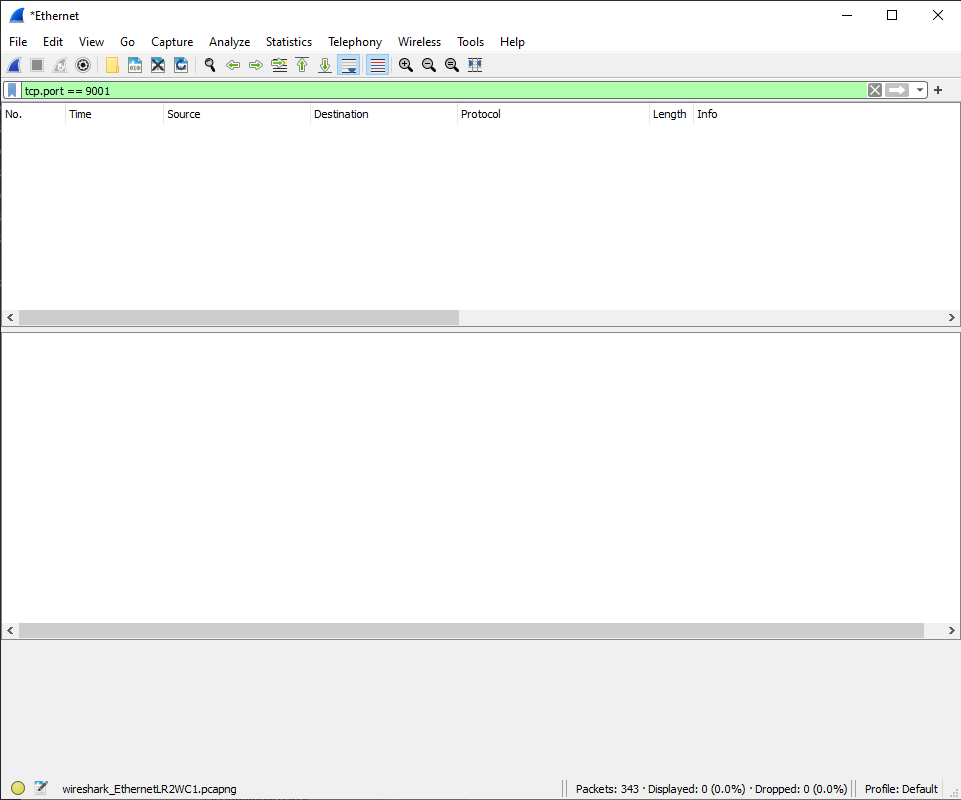 *Ethernet
File Edit View Go Capture Analyze Statistics Telephony Wireless Tools Help
tcp.port == 9001
No. Time Source Destination Protocol Length Info
wireshark_EthernetLR2WC1.pcapng Packets: 343 · Displayed: 0 (0.0%) · Dropped: 0 (0.0%) Profile: Default